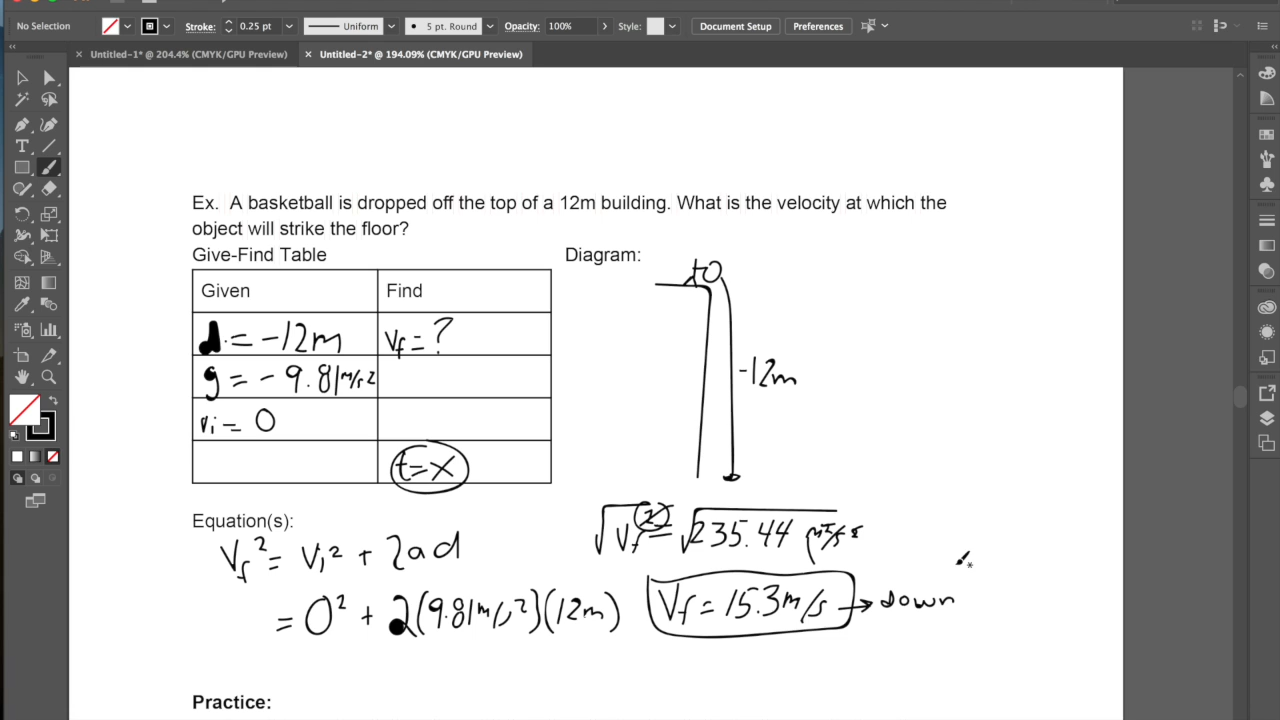 No Selection Stroke: 0.25 pt Uniform 5 pt. Round Opacity: 100% Style: Document Setup Preferences
Untitled-1* @ 204.4% (CMYK/GPU Preview) Untitled-2* @ 194.09% (CMYK/GPU Preview)
Ex. A basketball is dropped off the top of a 12m building. What is the velocity at which the
object will strike the floor?
Give-Find Table Diagram:
Given Find
d = -12m vf = ?
g = -9.81 m/s2
vi = 0
t = x
-12m
Equation(s):
√Vf2 = √235.44 m2/s2
Vf2 = Vi2 + 2ad
= 02 + 2(9.81m/s2)(12m)
Vf = 15.3m/s → down
Practice: